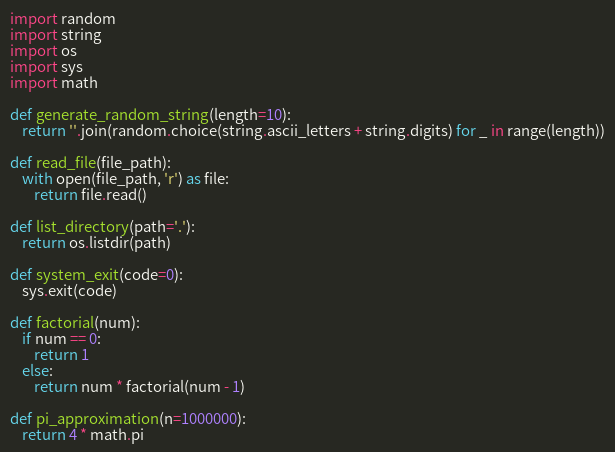 import random
import string
import os
import sys
import math

def generate_random_string(length=10):
    return ''.join(random.choice(string.ascii_letters + string.digits) for _ in range(length))

def read_file(file_path):
    with open(file_path, 'r') as file:
        return file.read()

def list_directory(path='.'):
    return os.listdir(path)

def system_exit(code=0):
    sys.exit(code)

def factorial(num):
    if num == 0:
        return 1
    else:
        return num * factorial(num - 1)

def pi_approximation(n=1000000):
    return 4 * math.pi